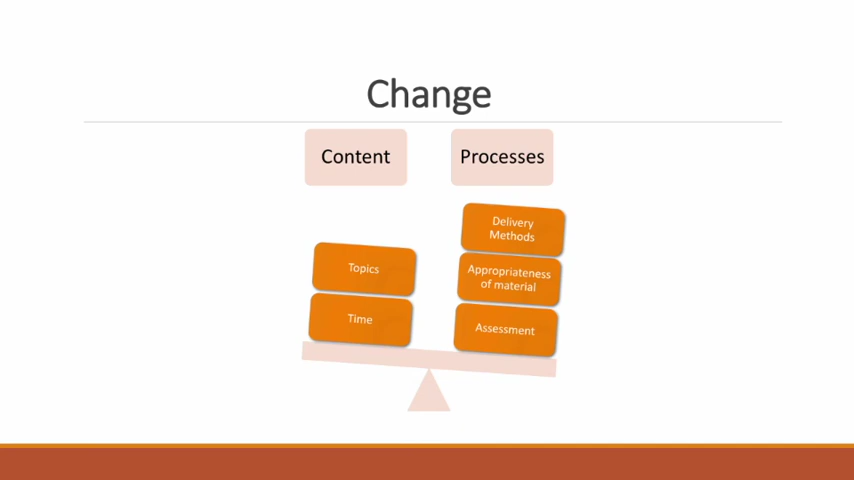 Change
Content
Processes
Delivery
Methods
Topics
Appropriateness
of material
Time
Assessment